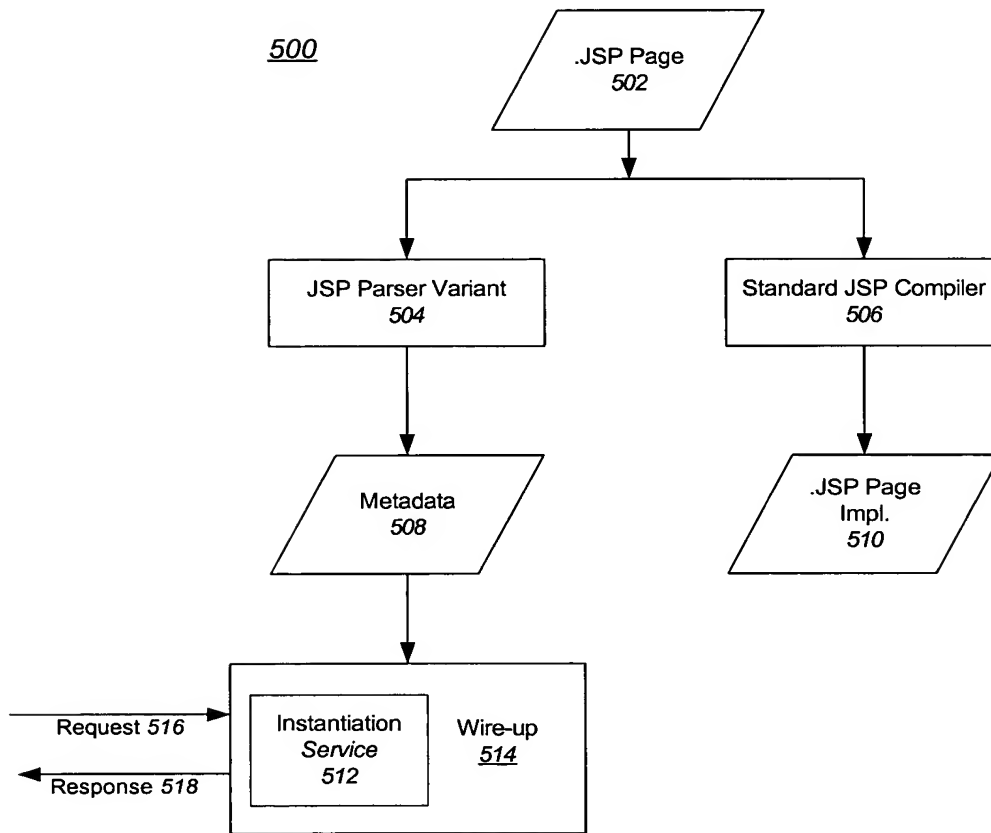 500
.JSP Page
502
JSP Parser Variant
504
Standard JSP Compiler
506
Metadata
508
.JSP Page
Impl.
510
Request 516
Response 518
Instantiation
Service
512
Wire-up
514